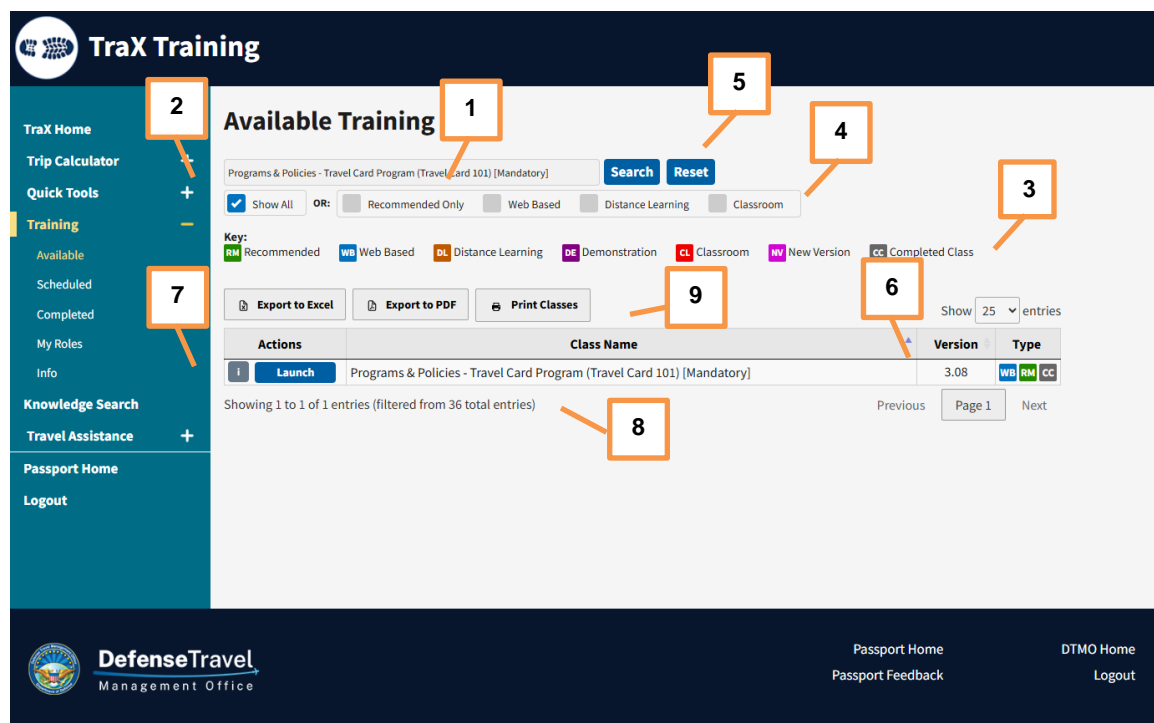 TraX Training
5
2
1
Available Training
4
TraX Home
Trip Calculator +
Programs & Policies - Travel Card Program (Travel Card 101) [Mandatory] Search Reset
Quick Tools +
3
Show All OR: Recommended Only Web Based Distance Learning Classroom
Training −
Key:
RM Recommended WB Web Based DL Distance Learning DE Demonstration CL Classroom NV New Version CC Completed Class
Available
Scheduled
7
9
6
Completed
Export to Excel Export to PDF Print Classes
Show 25 entries
My Roles
Actions Class Name Version Type
Info
i Launch Programs & Policies - Travel Card Program (Travel Card 101) [Mandatory] 3.08 WB RM CC
Knowledge Search
Showing 1 to 1 of 1 entries (filtered from 36 total entries)
Previous Page 1 Next
8
Travel Assistance +
Passport Home
Logout
DefenseTravel
Management Office
Passport Home
Passport Feedback
DTMO Home
Logout